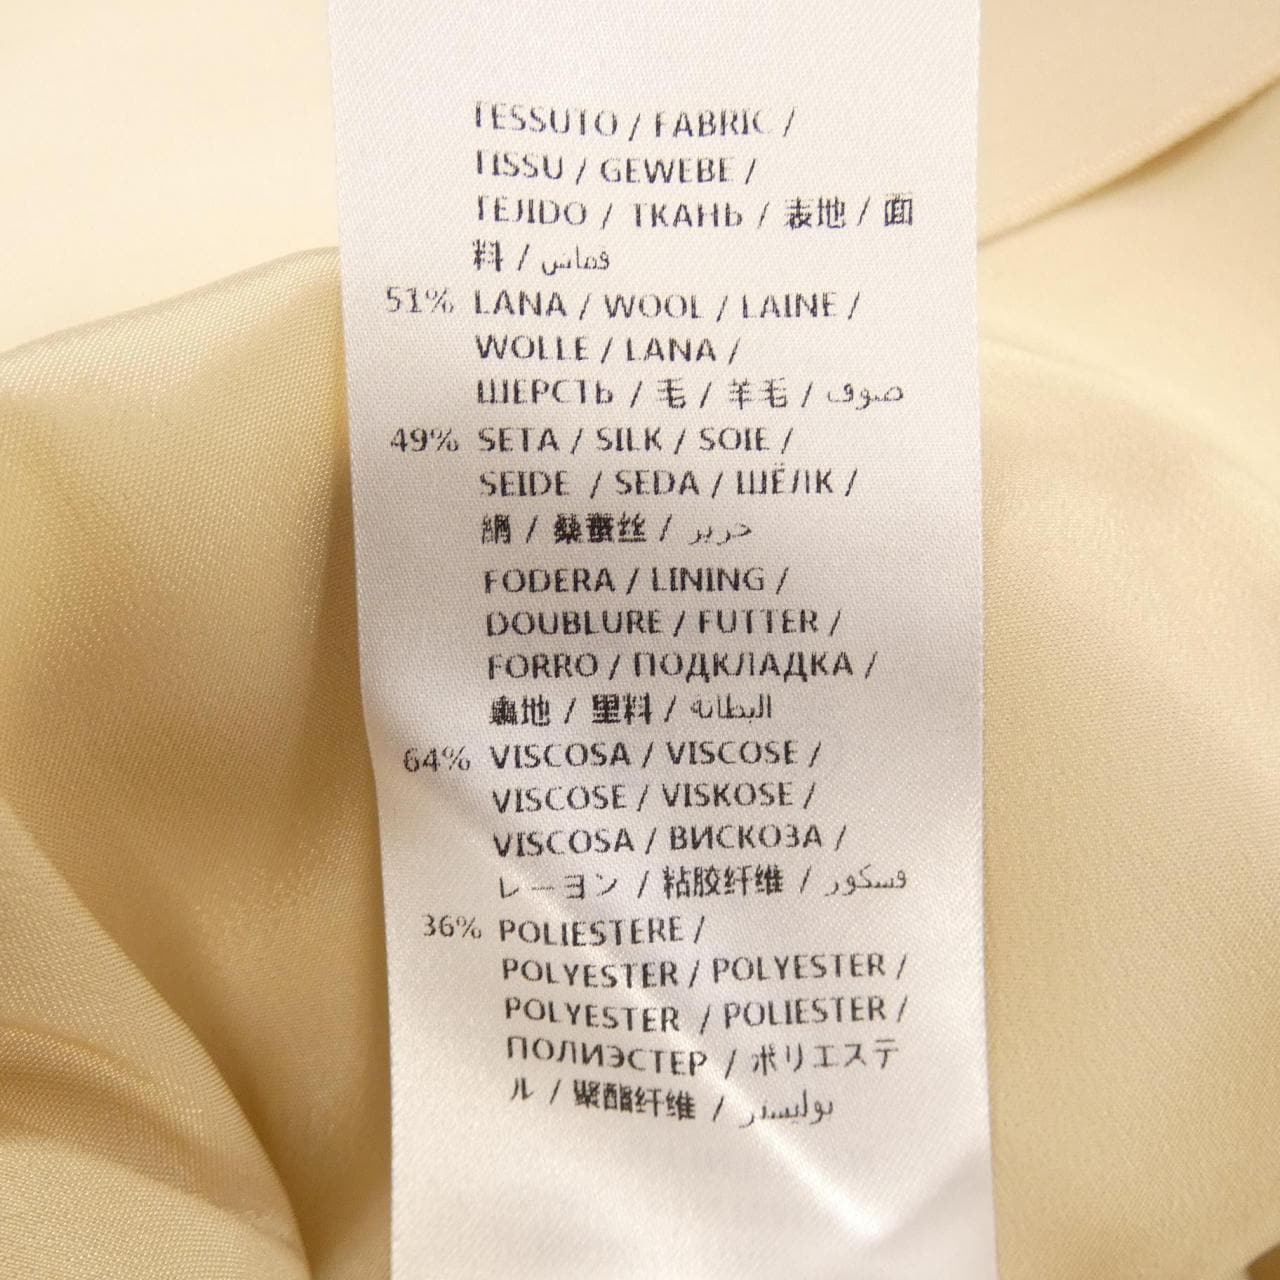 TESSUTO / FABRIC /
TISSU / GEWEBE /
TEJIDO / ТКАНЬ / 表地 / 面
料 / قماش
51% LANA / WOOL / LAINE /
WOLLE / LANA /
ШЕРСТЬ / 毛 / 羊毛 / صوف
49% SETA / SILK / SOIE /
SEIDE / SEDA / ШЁЛК /
絹 / 桑蚕丝 / حرير
FODERA / LINING /
DOUBLURE / FUTTER /
FORRO / ПОДКЛАДКА /
裏地 / 里料 / البطانة
64% VISCOSA / VISCOSE /
VISCOSE / VISKOSE /
VISCOSA / ВИСКОЗА /
レーヨン / 粘胶纤维 / فسكور
36% POLIESTERE /
POLYESTER / POLYESTER /
POLYESTER / POLIESTER /
ПОЛИЭСТЕР / ポリエステ
ル / 聚酯纤维 / بوليستر